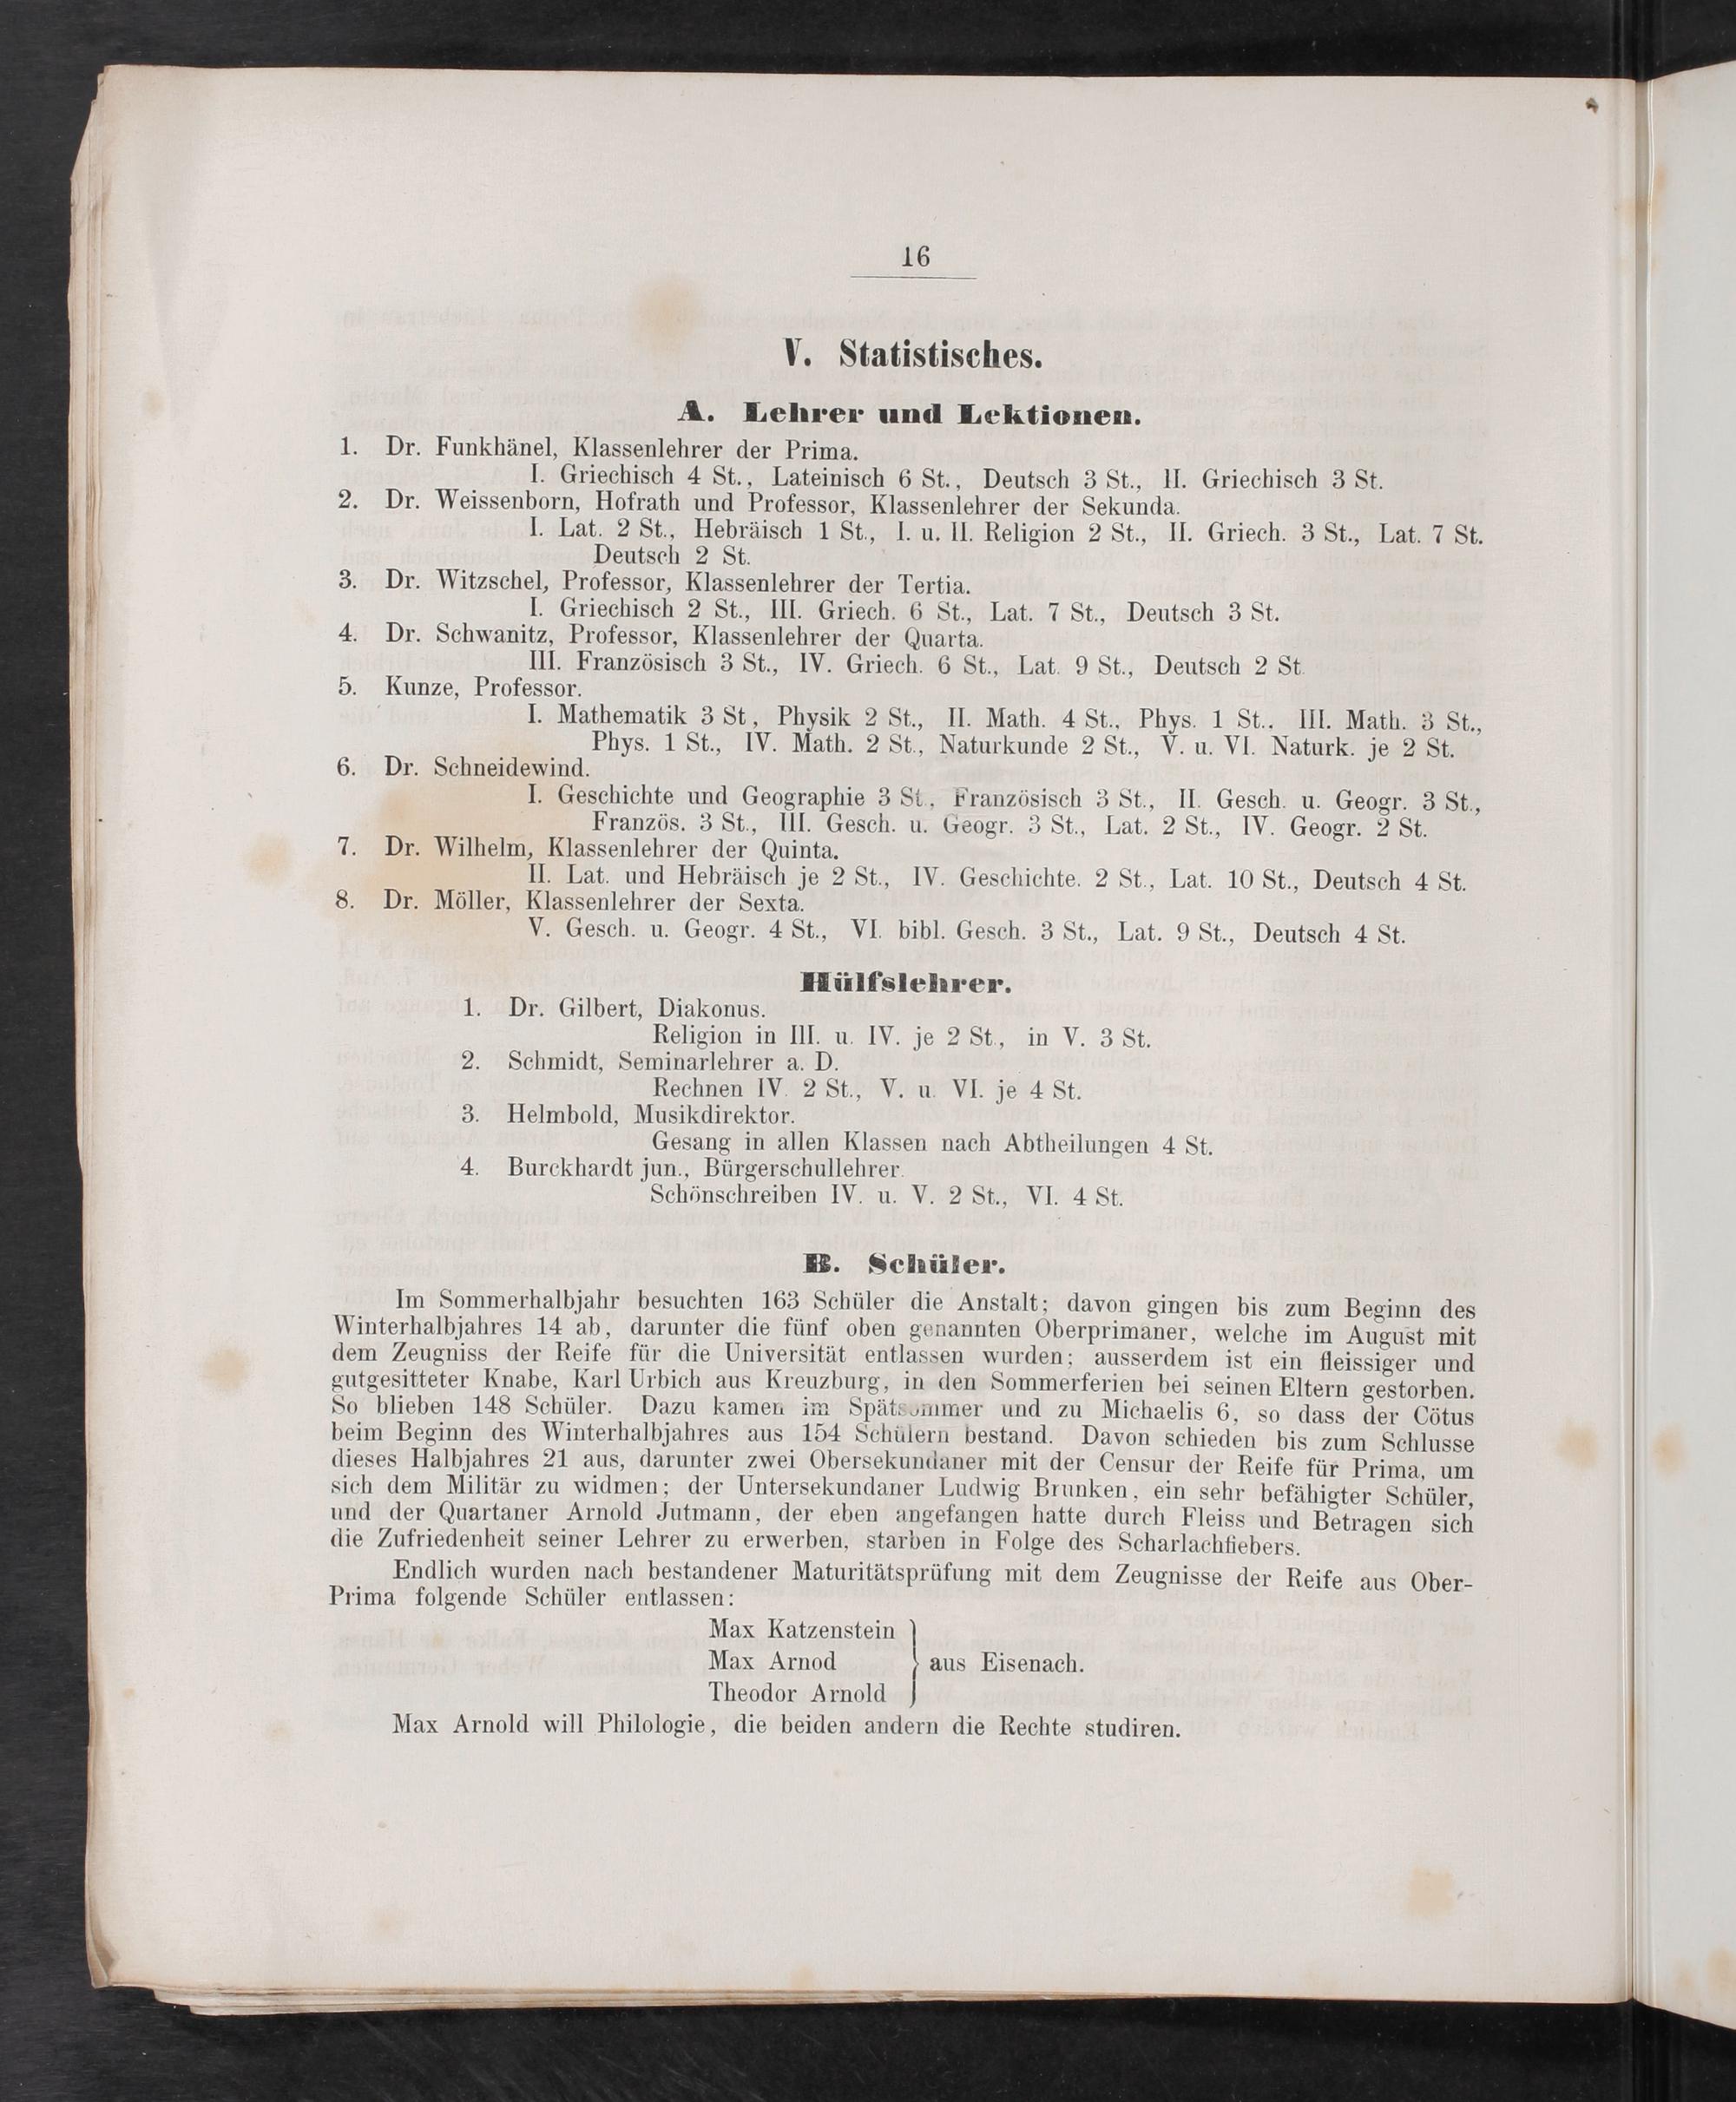 16
V. Statistisches.
A. Lehrer und Lektionen.
1. Dr. Funkhänel, Klassenlehrer der Prima.
I. Griechisch 4 St., Lateinisch 6 St., Deutsch 3 St., II. Griechisch 3 St.
2. Dr. Weissenborn, Hofrath und Professor, Klassenlehrer der Sekunda.
I. Lat. 2 St., Hebräisch 1 St., I. u. II. Religion 2 St., II. Griech. 3 St., Lat. 7 St.
Deutsch 2 St.
3. Dr. Witzschel, Professor, Klassenlehrer der Tertia.
I. Griechisch 2 St., III. Griech. 6 St., Lat. 7 St., Deutsch 3 St.
4. Dr. Schwanitz, Professor, Klassenlehrer der Quarta.
III. Französisch 3 St., IV. Griech. 6 St., Lat. 9 St., Deutsch 2 St.
5. Kunze, Professor.
I. Mathematik 3 St, Physik 2 St., II. Math. 4 St., Phys. 1 St., III. Math. 3 St.,
Phys. 1 St., IV. Math. 2 St., Naturkunde 2 St., V. u. VI. Naturk. je 2 St.
6. Dr. Schneidewind.
I. Geschichte und Geographie 3 St., Französisch 3 St., II. Gesch. u. Geogr. 3 St.,
Französ. 3 St., III. Gesch. u. Geogr. 3 St., Lat. 2 St., IV. Geogr. 2 St.
7. Dr. Wilhelm, Klassenlehrer der Quinta.
II. Lat. und Hebräisch je 2 St., IV. Geschichte. 2 St., Lat. 10 St., Deutsch 4 St.
8. Dr. Möller, Klassenlehrer der Sexta.
V. Gesch. u. Geogr. 4 St., VI. bibl. Gesch. 3 St., Lat. 9 St., Deutsch 4 St.
Hülfslehrer.
1. Dr. Gilbert, Diakonus.
Religion in III. u. IV. je 2 St., in V. 3 St.
2. Schmidt, Seminarlehrer a. D.
Rechnen IV. 2 St., V. u. VI. je 4 St.
3. Helmbold, Musikdirektor.
Gesang in allen Klassen nach Abtheilungen 4 St.
4. Burckhardt jun., Bürgerschullehrer.
Schönschreiben IV. u. V. 2 St., VI. 4 St.
B. Schüler.
Im Sommerhalbjahr besuchten 163 Schüler die Anstalt; davon gingen bis zum Beginn des
Winterhalbjahres 14 ab, darunter die fünf oben genannten Oberprimaner, welche im August mit
dem Zeugniss der Reife für die Universität entlassen wurden; ausserdem ist ein fleissiger und
gutgesitteter Knabe, Karl Urbich aus Kreuzburg, in den Sommerferien bei seinen Eltern gestorben.
So blieben 148 Schüler. Dazu kamen im Spätsommer und zu Michaelis 6, so dass der Cötus
beim Beginn des Winterhalbjahres aus 154 Schülern bestand. Davon schieden bis zum Schlusse
dieses Halbjahres 21 aus, darunter zwei Obersekundaner mit der Censur der Reife für Prima, um
sich dem Militär zu widmen; der Untersekundaner Ludwig Brunken, ein sehr befähigter Schüler,
und der Quartaner Arnold Jutmann, der eben angefangen hatte durch Fleiss und Betragen sich
die Zufriedenheit seiner Lehrer zu erwerben, starben in Folge des Scharlachfiebers.
Endlich wurden nach bestandener Maturitätsprüfung mit dem Zeugnisse der Reife aus Ober-
Prima folgende Schüler entlassen:
Max Katzenstein
Max Arnod } aus Eisenach.
Theodor Arnold
Max Arnold will Philologie, die beiden andern die Rechte studiren.